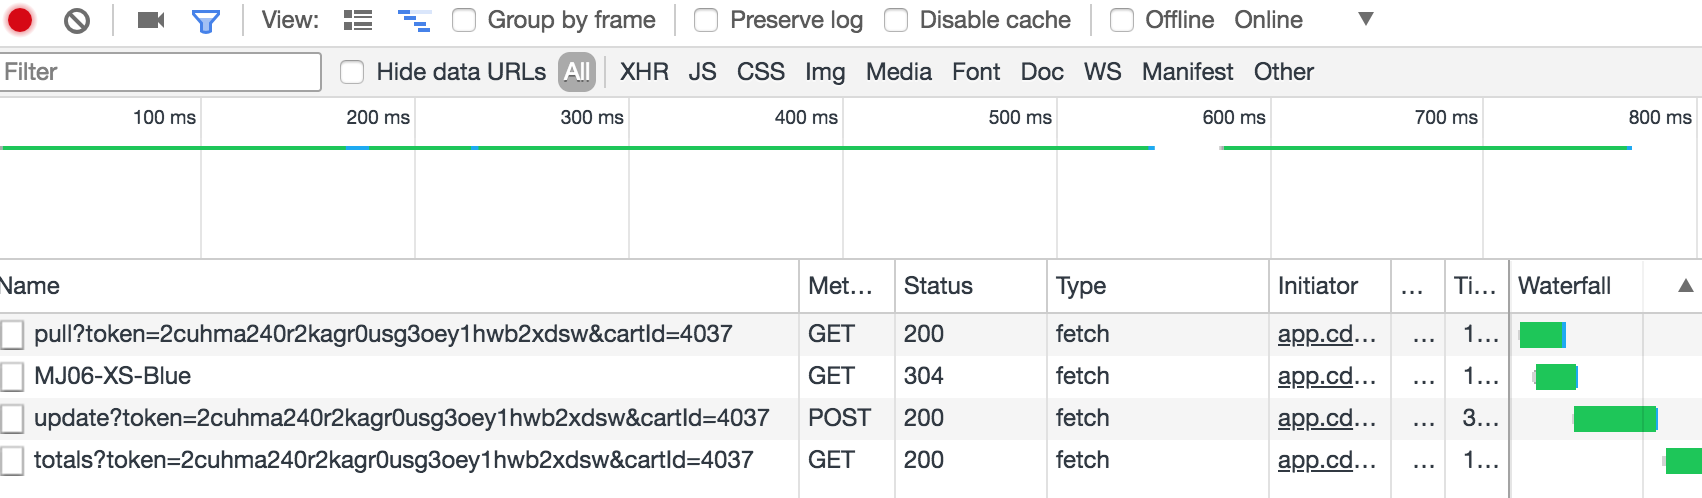 View: Group by frame Preserve log Disable cache Offline Online
Filter Hide data URLs All XHR JS CSS Img Media Font Doc WS Manifest Other
100 ms 200 ms 300 ms 400 ms 500 ms 600 ms 700 ms 800 ms
Name Met... Status Type Initiator ... Ti... Waterfall
pull?token=2cuhma240r2kagr0usg3oey1hwb2xdsw&cartId=4037 GET 200 fetch app.cd... ... 1...
MJ06-XS-Blue GET 304 fetch app.cd... ... 1...
update?token=2cuhma240r2kagr0usg3oey1hwb2xdsw&cartId=4037 POST 200 fetch app.cd... ... 3...
totals?token=2cuhma240r2kagr0usg3oey1hwb2xdsw&cartId=4037 GET 200 fetch app.cd... ... 1...